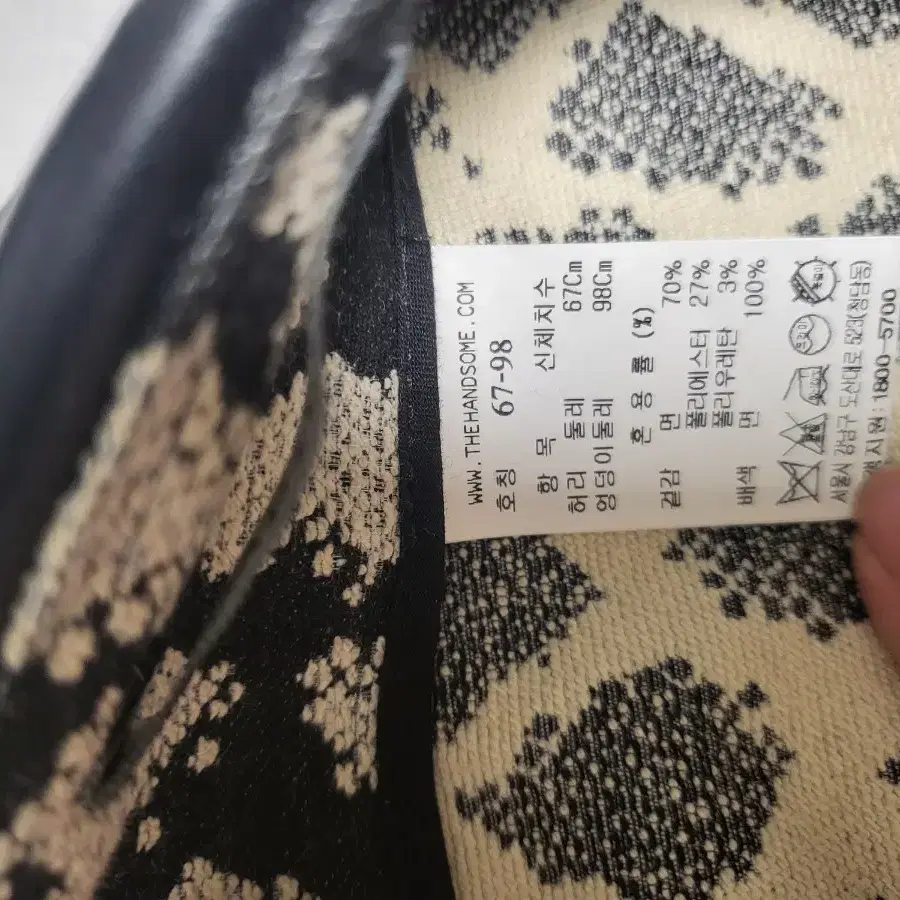 WWW.THEHANDSOME.COM
호칭 67-98
항 목 신체치수
허리 둘레 67Cm
엉덩이둘레 98Cm
혼 용 률 (%)
겉감 면 70%
폴리에스터 27%
폴리우레탄 3%
배색 면 100%
서울시 강남구 도산대로 523(청담동)
1800-5700